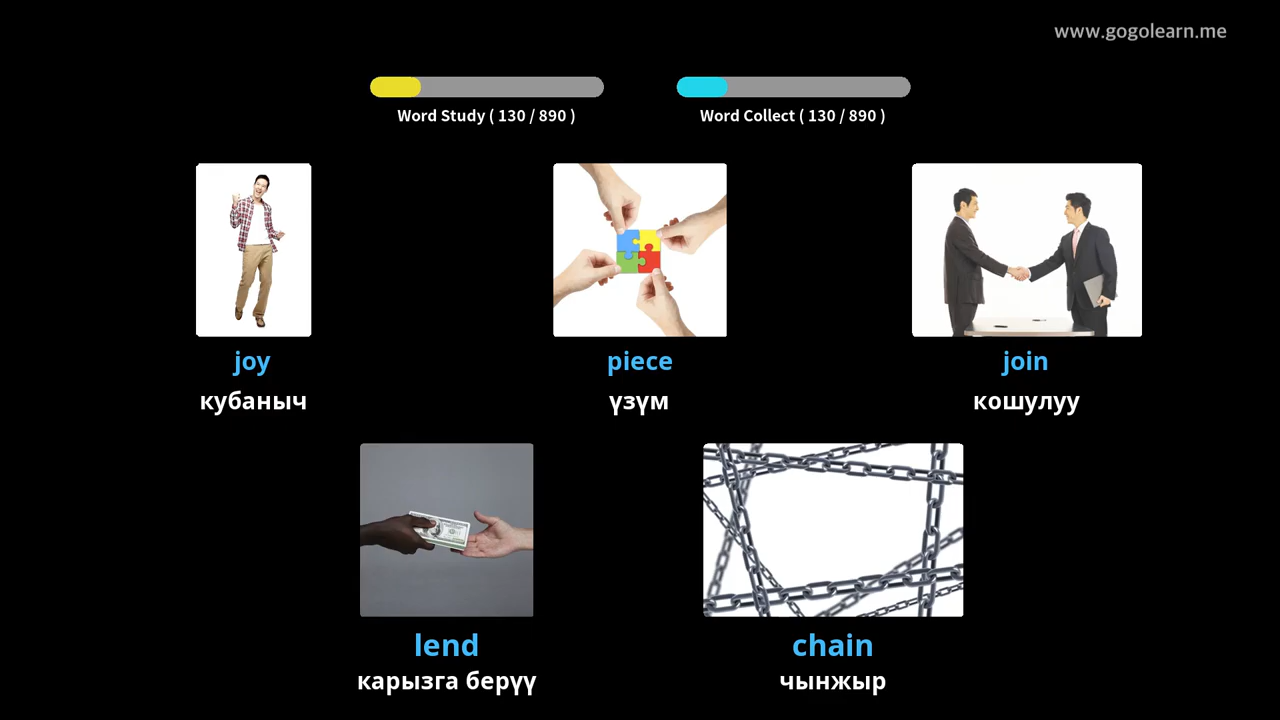 www.gogolearn.me
Word Study ( 130 / 890 )
Word Collect ( 130 / 890 )
joy
кубаныч
piece
үзүм
join
кошулуу
lend
карызга берүү
chain
чынжыр